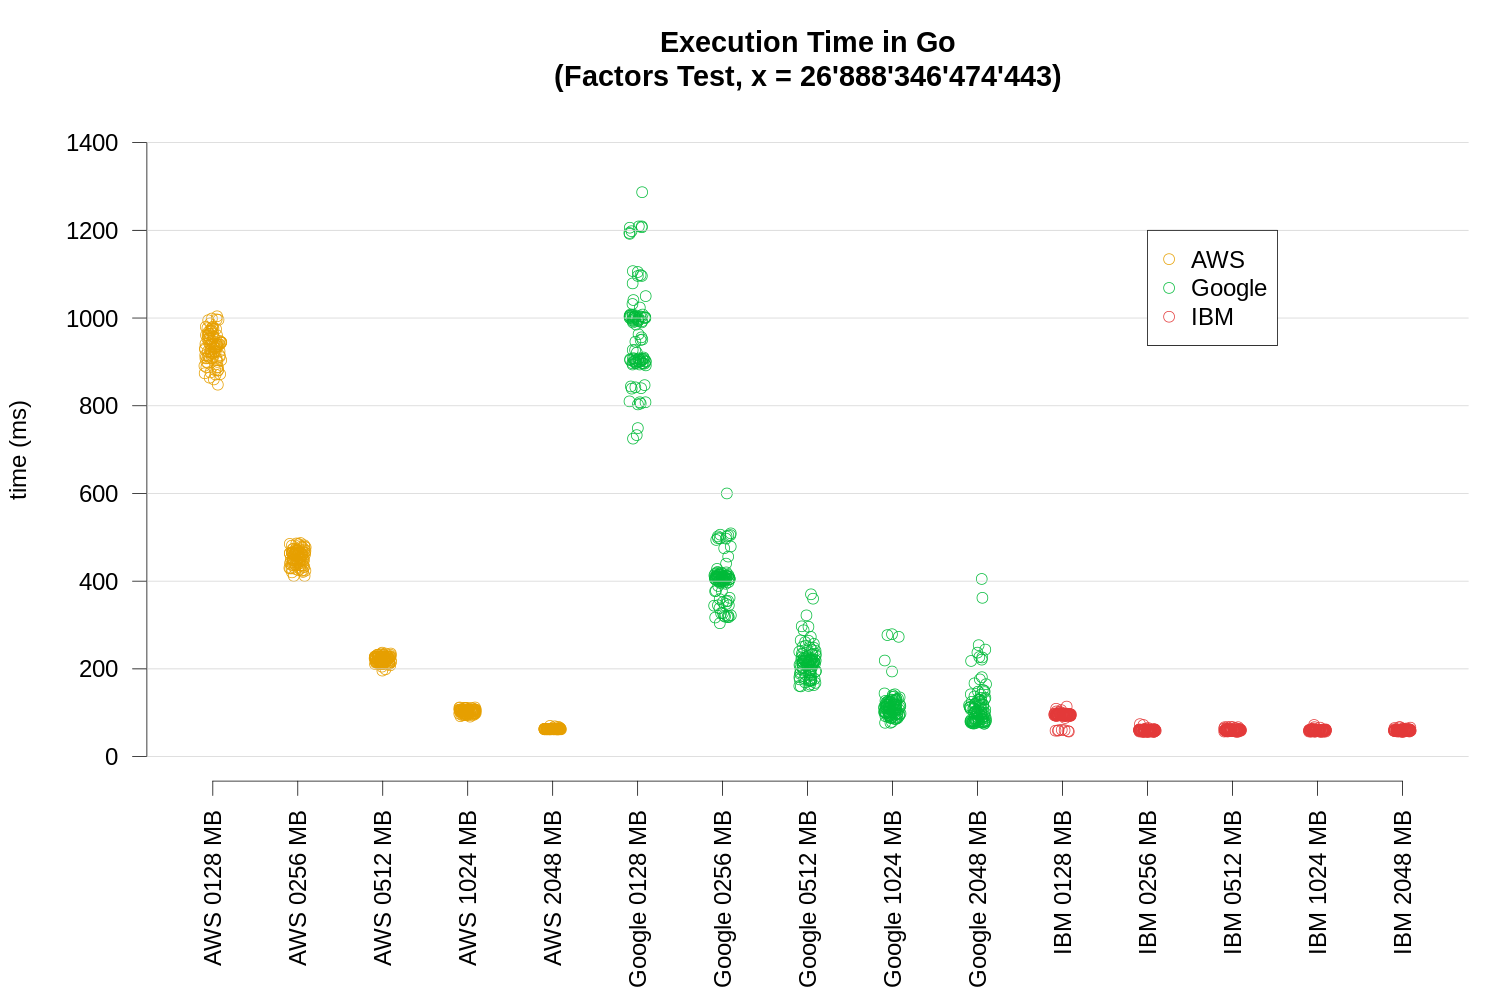 Execution Time in Go
(Factors Test, x = 26'888'346'474'443)
time (ms)
1400
1200
1000
800
600
400
200
0
AWS
Google
IBM
AWS 0128 MB
AWS 0256 MB
AWS 0512 MB
AWS 1024 MB
AWS 2048 MB
Google 0128 MB
Google 0256 MB
Google 0512 MB
Google 1024 MB
Google 2048 MB
IBM 0128 MB
IBM 0256 MB
IBM 0512 MB
IBM 1024 MB
IBM 2048 MB